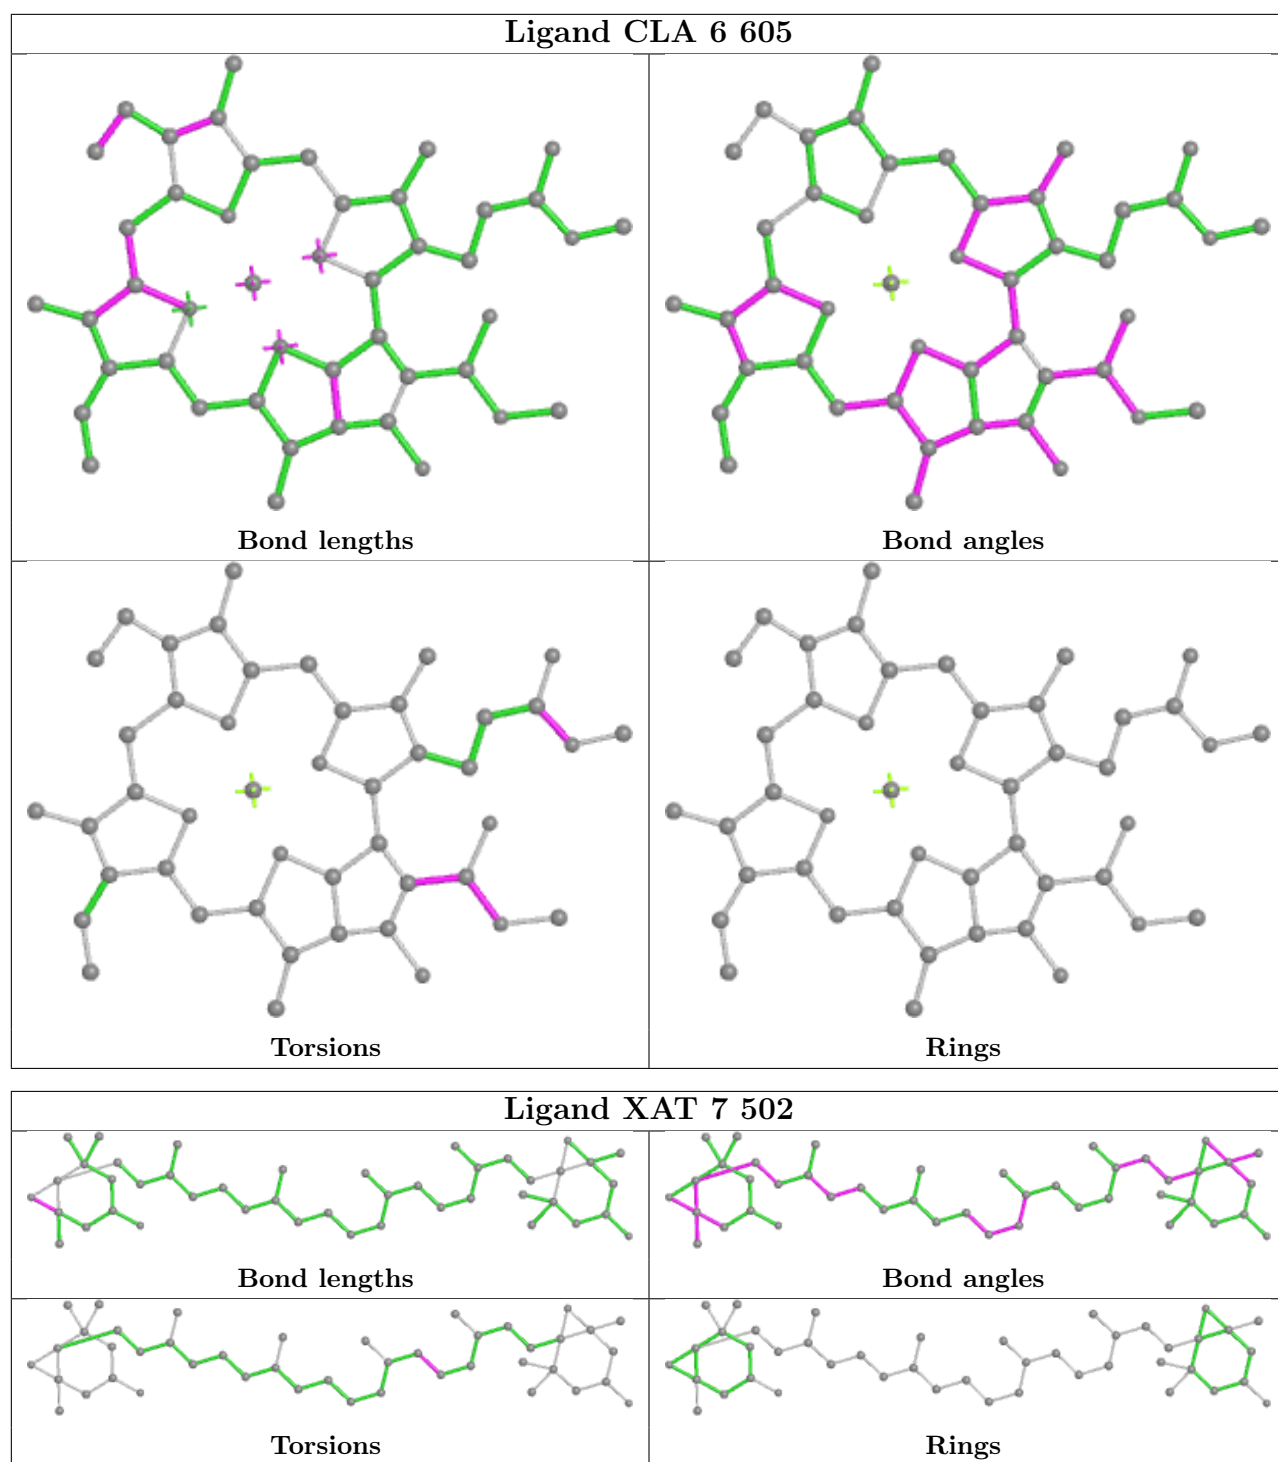 Ligand CLA 6 605
Bond lengths
Bond angles
Torsions
Rings
Ligand XAT 7 502
Bond lengths
Bond angles
Torsions
Rings